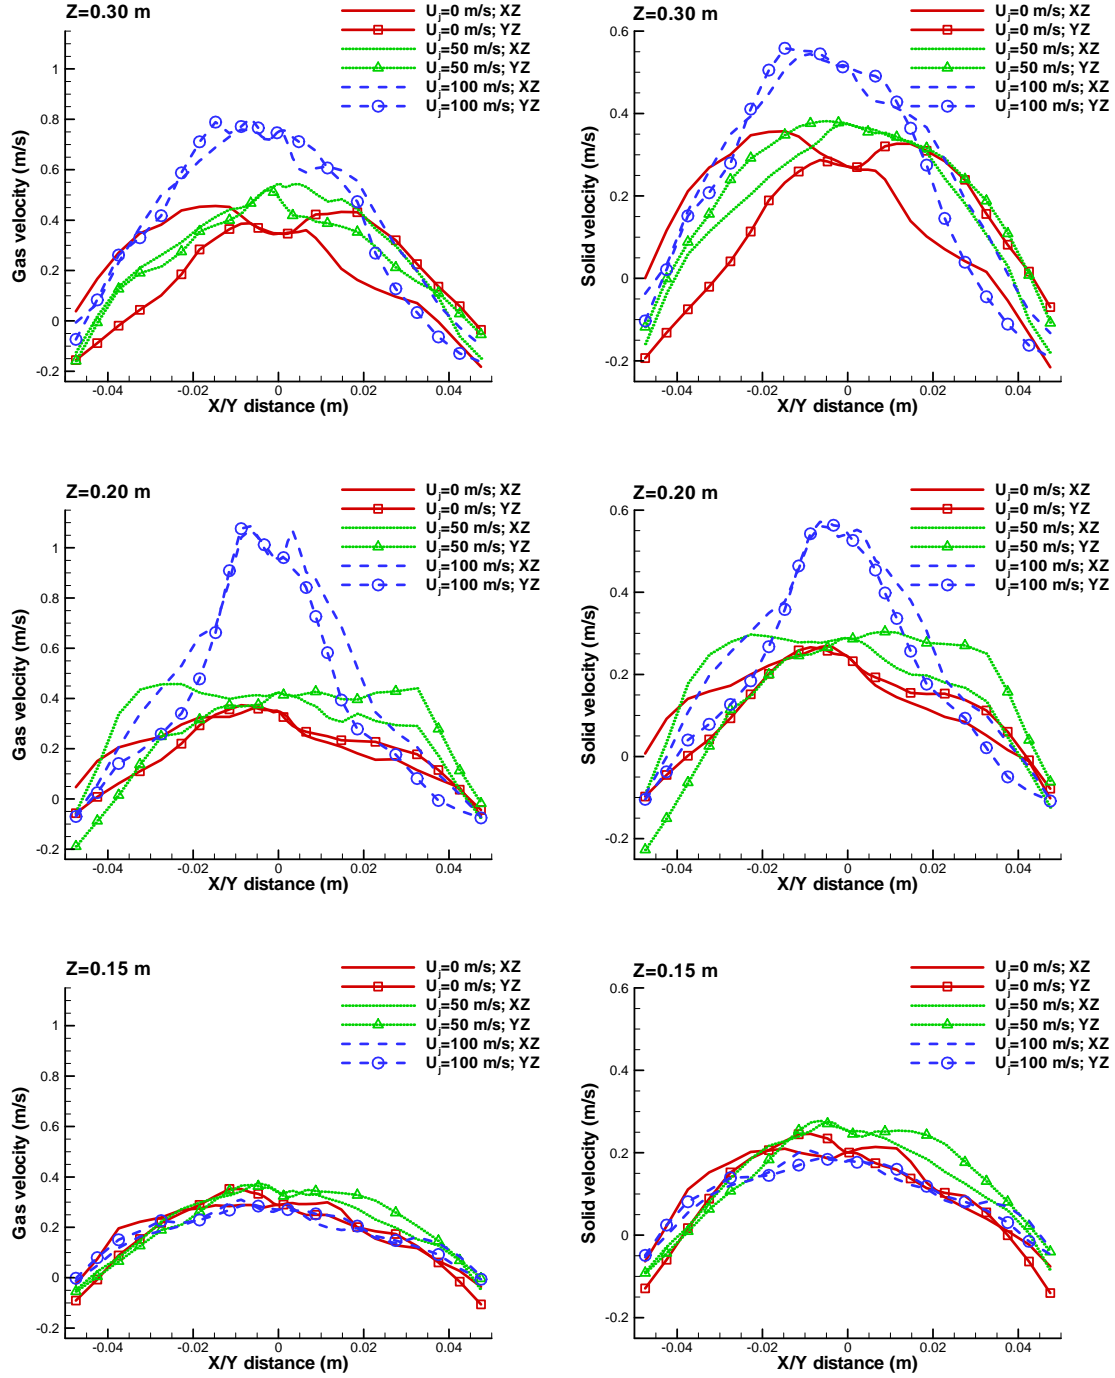 Z=0.30 m
U_j=0 m/s; XZ
U_j=0 m/s; YZ
U_j=50 m/s; XZ
U_j=50 m/s; YZ
U_j=100 m/s; XZ
U_j=100 m/s; YZ
Gas velocity (m/s)
1
0.8
0.6
0.4
0.2
0
-0.2
-0.04
-0.02
0
0.02
0.04
X/Y distance (m)
Z=0.30 m
U_j=0 m/s; XZ
U_j=0 m/s; YZ
U_j=50 m/s; XZ
U_j=50 m/s; YZ
U_j=100 m/s; XZ
U_j=100 m/s; YZ
Solid velocity (m/s)
0.6
0.4
0.2
0
-0.2
-0.04
-0.02
0
0.02
0.04
X/Y distance (m)
Z=0.20 m
U_j=0 m/s; XZ
U_j=0 m/s; YZ
U_j=50 m/s; XZ
U_j=50 m/s; YZ
U_j=100 m/s; XZ
U_j=100 m/s; YZ
Gas velocity (m/s)
1
0.8
0.6
0.4
0.2
0
-0.2
-0.04
-0.02
0
0.02
0.04
X/Y distance (m)
Z=0.20 m
U_j=0 m/s; XZ
U_j=0 m/s; YZ
U_j=50 m/s; XZ
U_j=50 m/s; YZ
U_j=100 m/s; XZ
U_j=100 m/s; YZ
Solid velocity (m/s)
0.6
0.4
0.2
0
-0.2
-0.04
-0.02
0
0.02
0.04
X/Y distance (m)
Z=0.15 m
U_j=0 m/s; XZ
U_j=0 m/s; YZ
U_j=50 m/s; XZ
U_j=50 m/s; YZ
U_j=100 m/s; XZ
U_j=100 m/s; YZ
Gas velocity (m/s)
1
0.8
0.6
0.4
0.2
0
-0.2
-0.04
-0.02
0
0.02
0.04
X/Y distance (m)
Z=0.15 m
U_j=0 m/s; XZ
U_j=0 m/s; YZ
U_j=50 m/s; XZ
U_j=50 m/s; YZ
U_j=100 m/s; XZ
U_j=100 m/s; YZ
Solid velocity (m/s)
0.6
0.4
0.2
0
-0.2
-0.04
-0.02
0
0.02
0.04
X/Y distance (m)